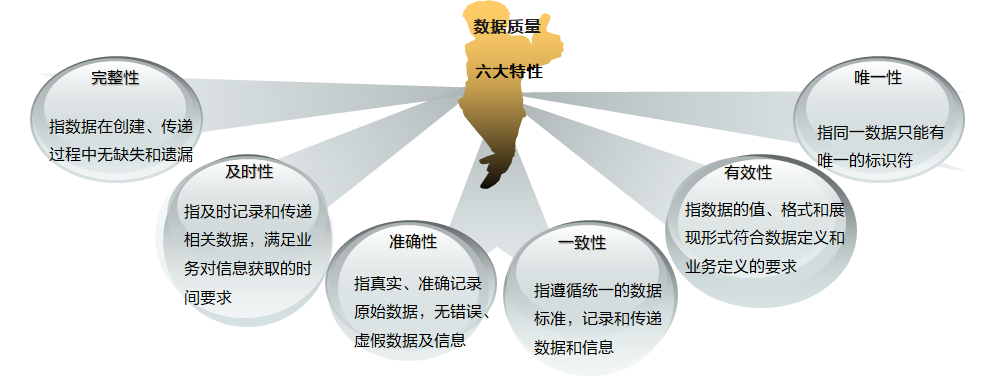 数据质量
六大特性
完整性
指数据在创建、传递
过程中无缺失和遗漏
及时性
指及时记录和传递
相关数据，满足业
务对信息获取的时
间要求
准确性
指真实、准确记录
原始数据，无错误、
虚假数据及信息
一致性
指遵循统一的数据
标准，记录和传递
数据和信息
有效性
指数据的值、格式和展
现形式符合数据定义和
业务定义的要求
唯一性
指同一数据只能有
唯一的标识符